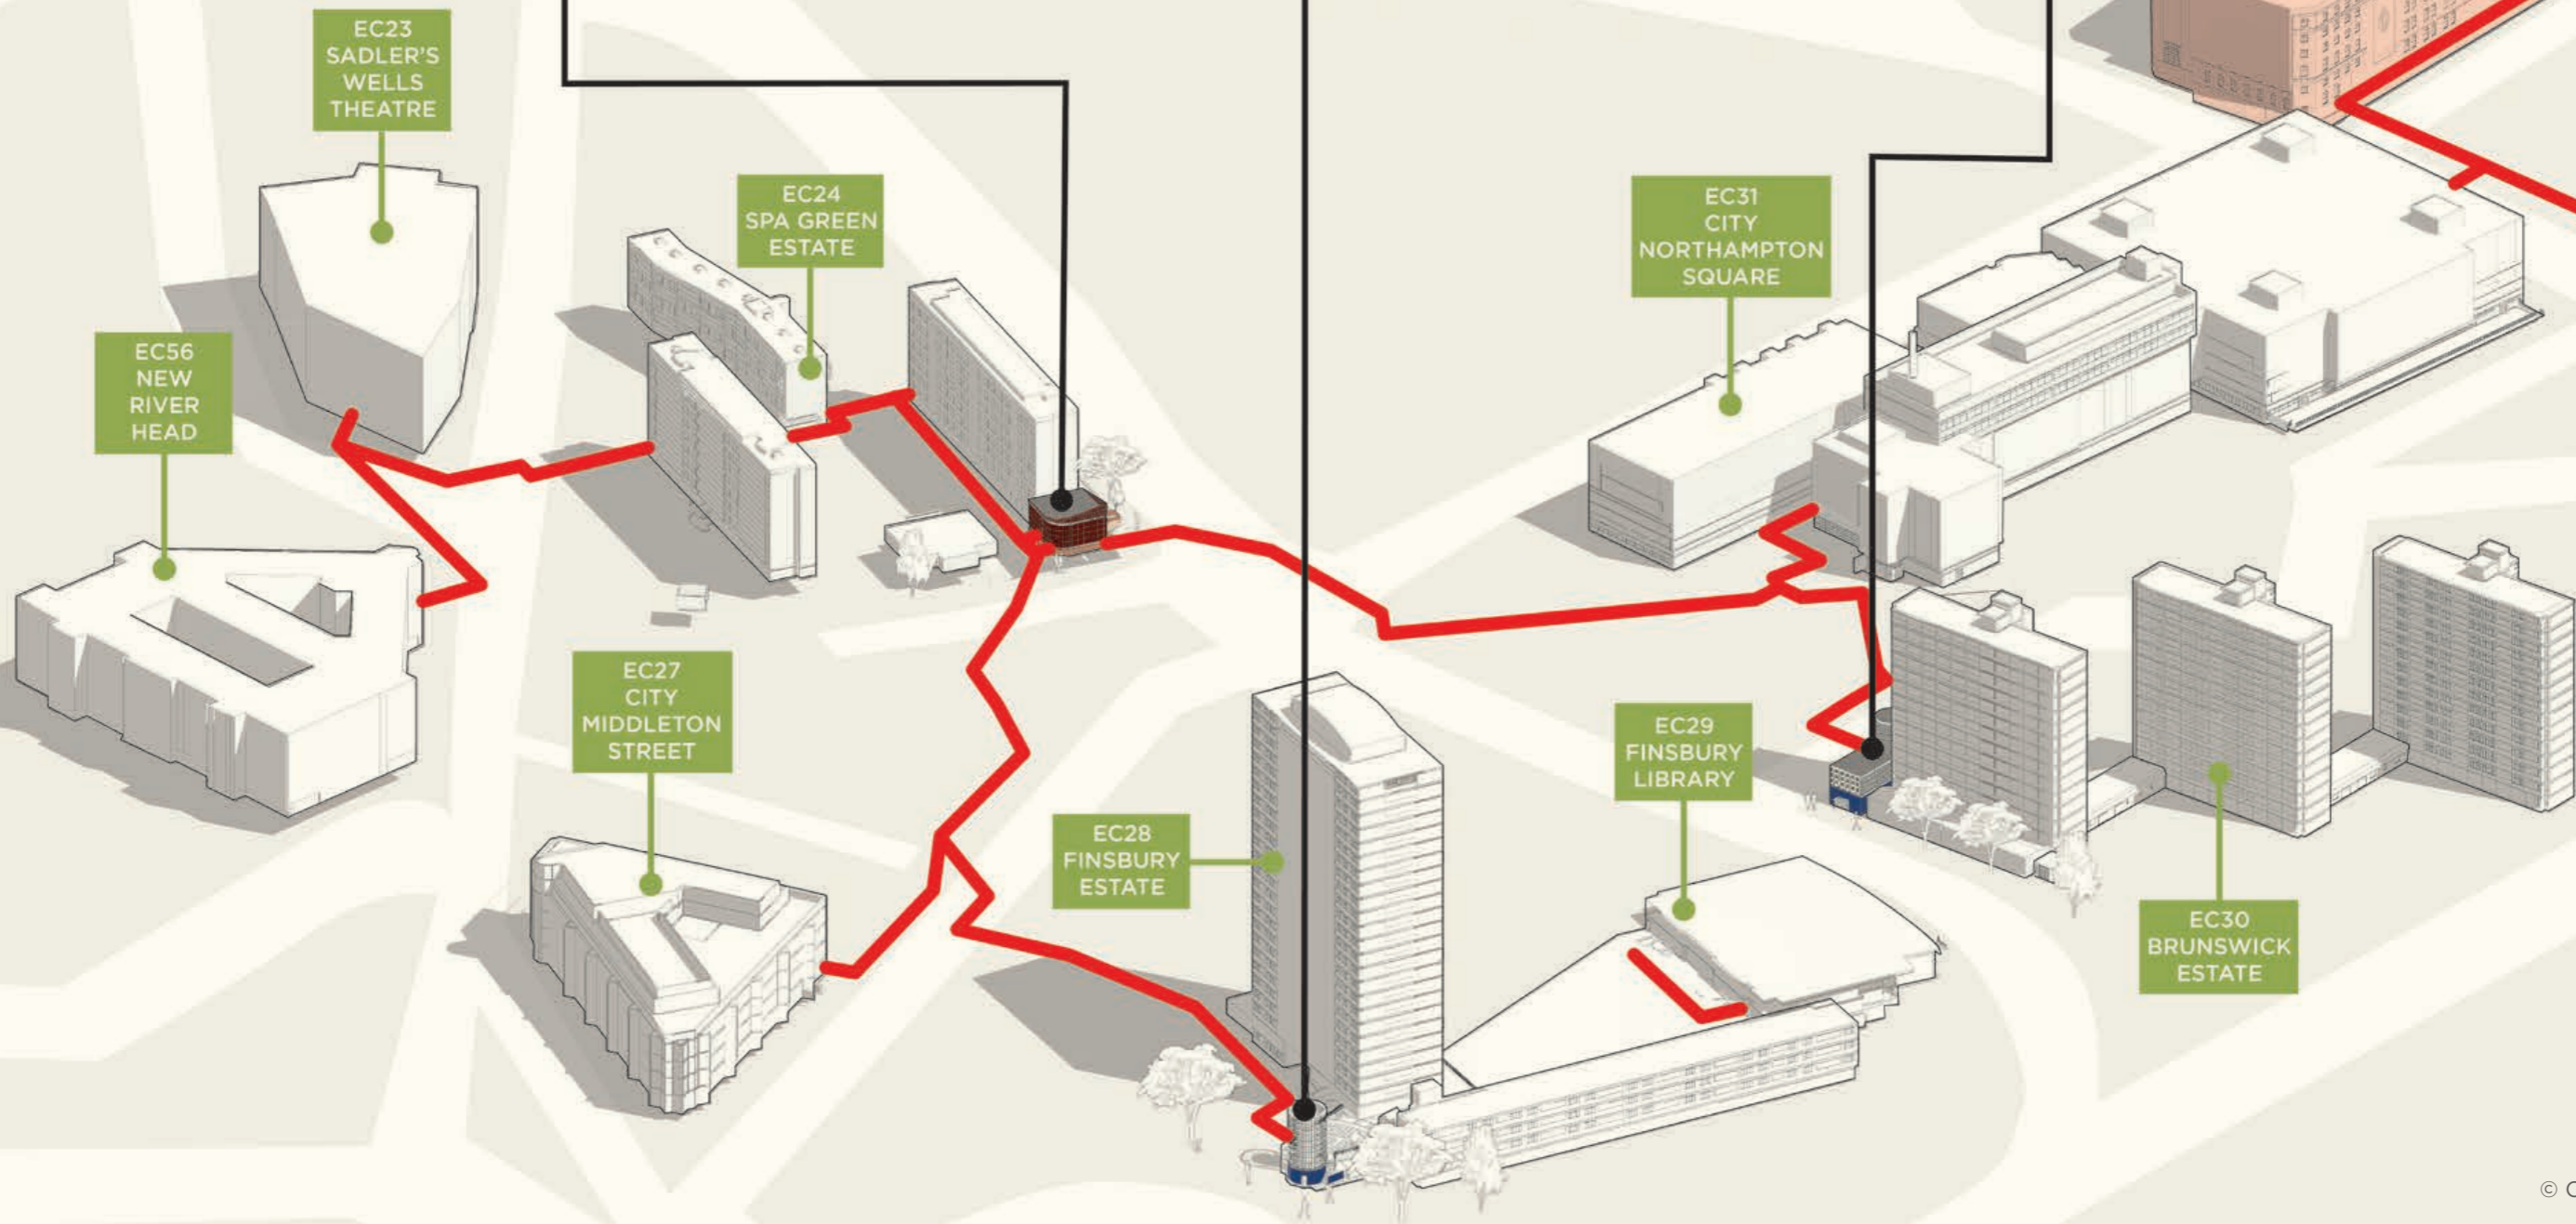 EC23
SADLER'S
WELLS
THEATRE
EC24
SPA GREEN
ESTATE
EC31
CITY
NORTHAMPTON
SQUARE
EC56
NEW
RIVER
HEAD
EC27
CITY
MIDDLETON
STREET
EC29
FINSBURY
LIBRARY
EC28
FINSBURY
ESTATE
EC30
BRUNSWICK
ESTATE
©